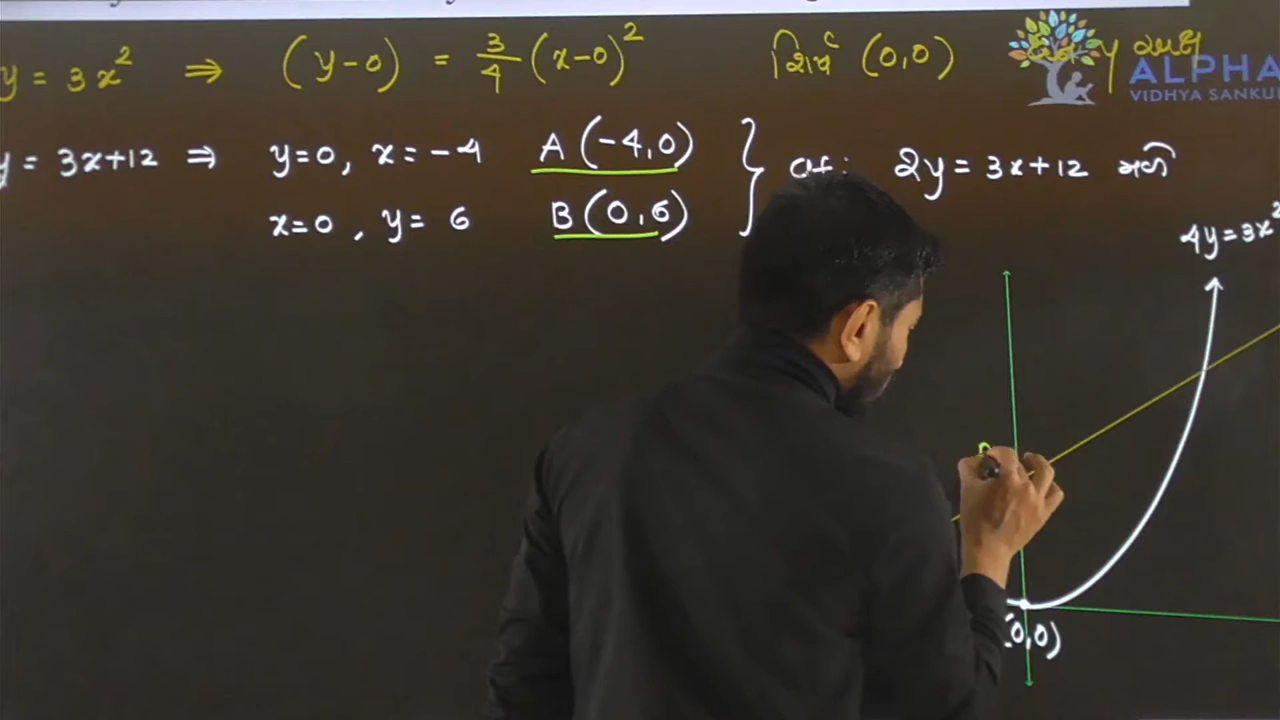 y = 3x² ⇒ (y-0) = 3/4 (x-0)² (0,0) y
ALPHA
VIDHYA SANKUL
y = 3x+12 ⇒ y=0, x=-4 A(-4,0)
2y = 3x+12
x=0, y= 6 B(0,6)
4y=3x²
(0,0)